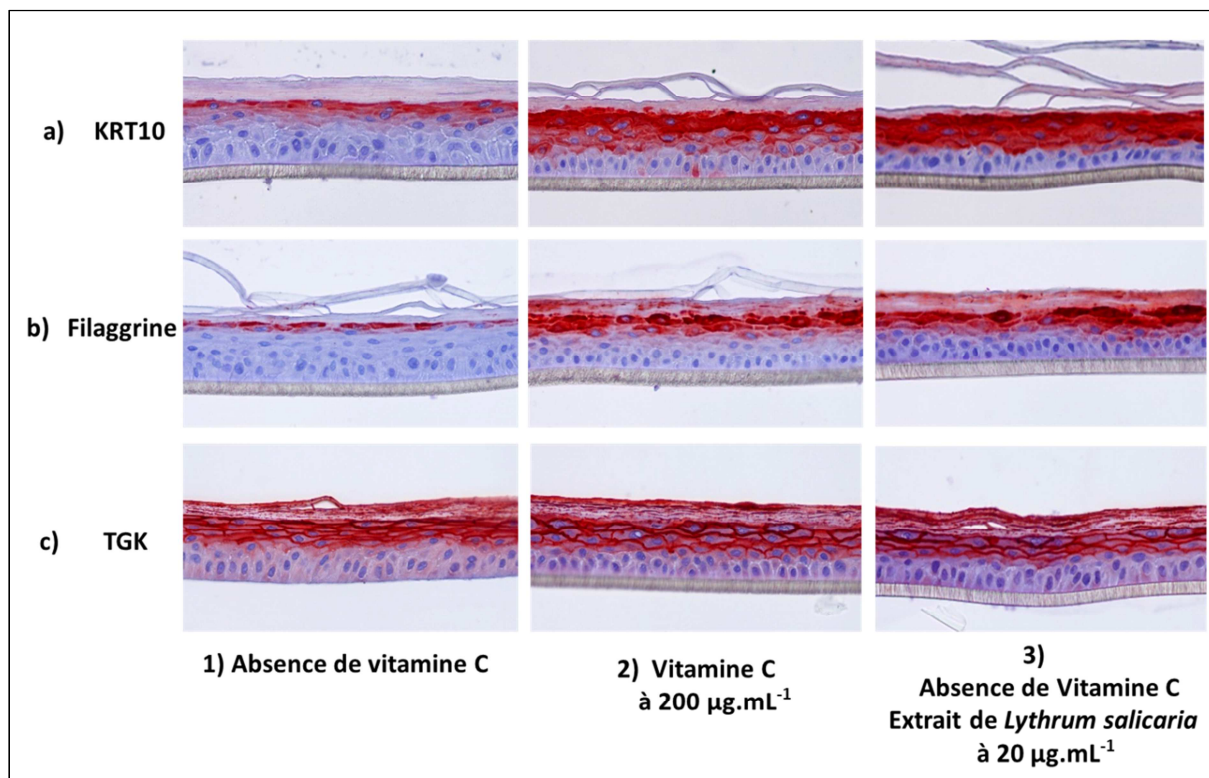 a) KRT10
b) Filaggrine
c) TGK
1) Absence de vitamine C
2) Vitamine C
à 200 µg.mL-1
3)
Absence de Vitamine C
Extrait de Lythrum salicaria
à 20 µg.mL-1